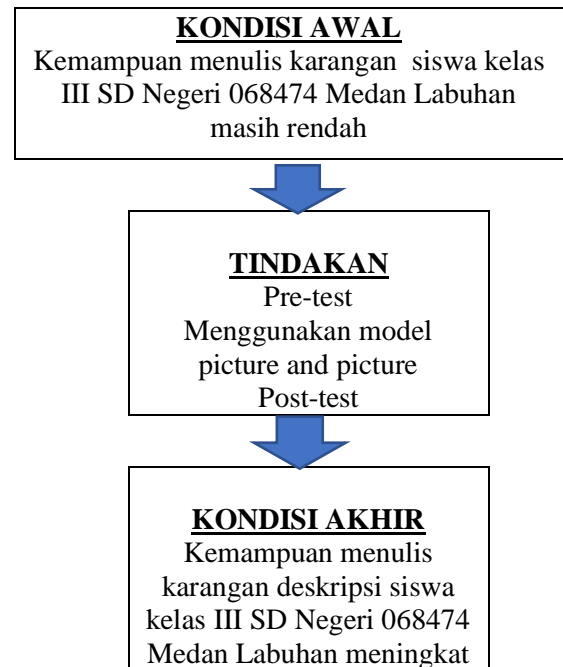 KONDISI AWAL
Kemampuan menulis karangan siswa kelas
III SD Negeri 068474 Medan Labuhan
masih rendah
TINDAKAN
Pre-test
Menggunakan model
picture and picture
Post-test
KONDISI AKHIR
Kemampuan menulis
karangan deskripsi siswa
kelas III SD Negeri 068474
Medan Labuhan meningkat